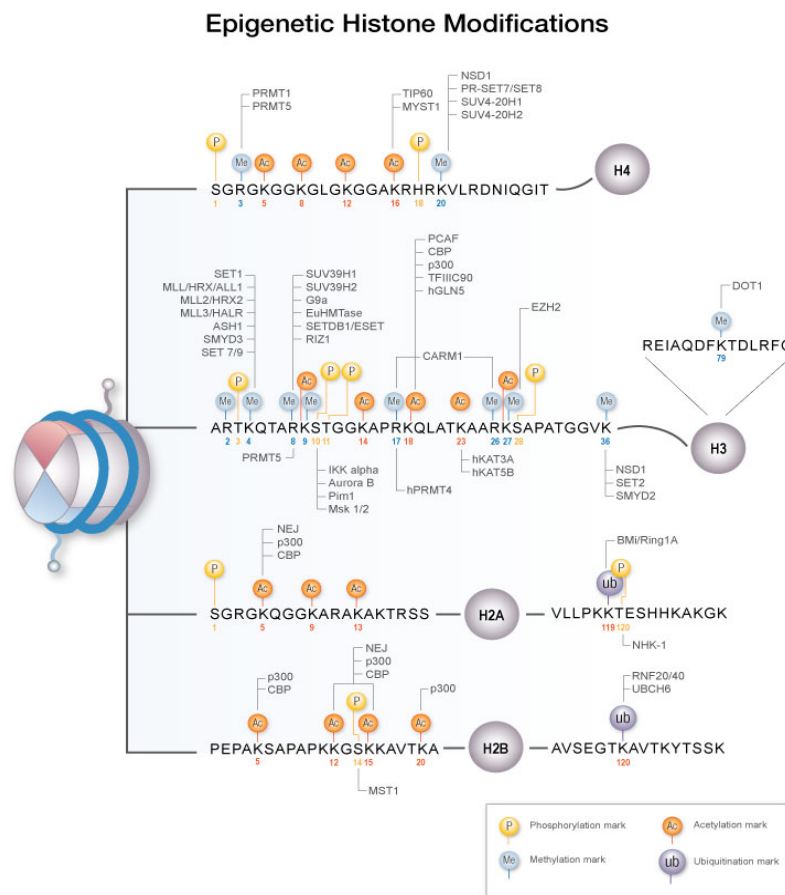 Epigenetic Histone Modifications
PRMT1
PRMT5
TIP60
MYST1
NSD1
PR-SET7/SET8
SUV4-20H1
SUV4-20H2
P
Me
Ac
Ac
Ac
Ac
P
Me
SGRGKGGKGLGKGGAKRHRKVLRDNIQGIT
H4
1 3 5 8 12 16 18 20
SET1
MLL/HRX/ALL1
MLL2/HRX2
MLL3/HALR
ASH1
SMYD3
SET 7/9
SUV39H1
SUV39H2
G9a
EuHMTase
SETDB1/ESET
RIZ1
PCAF
CBP
p300
TFIIIC90
hGLN5
CARM1
EZH2
DOT1
Me
REIAQDFKTDLRFQ
79
Me
P
Me
Me
Ac
Me
P
P
Ac
Me
Ac
Ac
Me
Ac
Me
P
Me
ARTKQTARKSTGGKAPRKQLATKAARKSAPATGGVK
H3
2 3 4 8 9 10 11 14 17 18 23 26 27 28 36
PRMT5
IKK alpha
Aurora B
Pim1
Msk 1/2
hPRMT4
hKAT3A
hKAT5B
NSD1
SET2
SMYD2
NEJ
p300
CBP
BMi/Ring1A
P
Ac
Ac
Ac
ub
P
SGRGKQGGKARAKAKTRSS
H2A
VLLPKKTESHHKAKGK
1 5 9 13
119 120
NHK-1
p300
CBP
NEJ
p300
CBP
p300
RNF20/40
UBCH6
Ac
Ac
P
Ac
Ac
ub
PEPAKSAPAPKKGSKKAVTKA
H2B
AVSEGTKAVTKYTSSK
5 12 14 15 20
120
MST1
P Phosphorylation mark
Ac Acetylation mark
Me Methylation mark
ub Ubiquitination mark